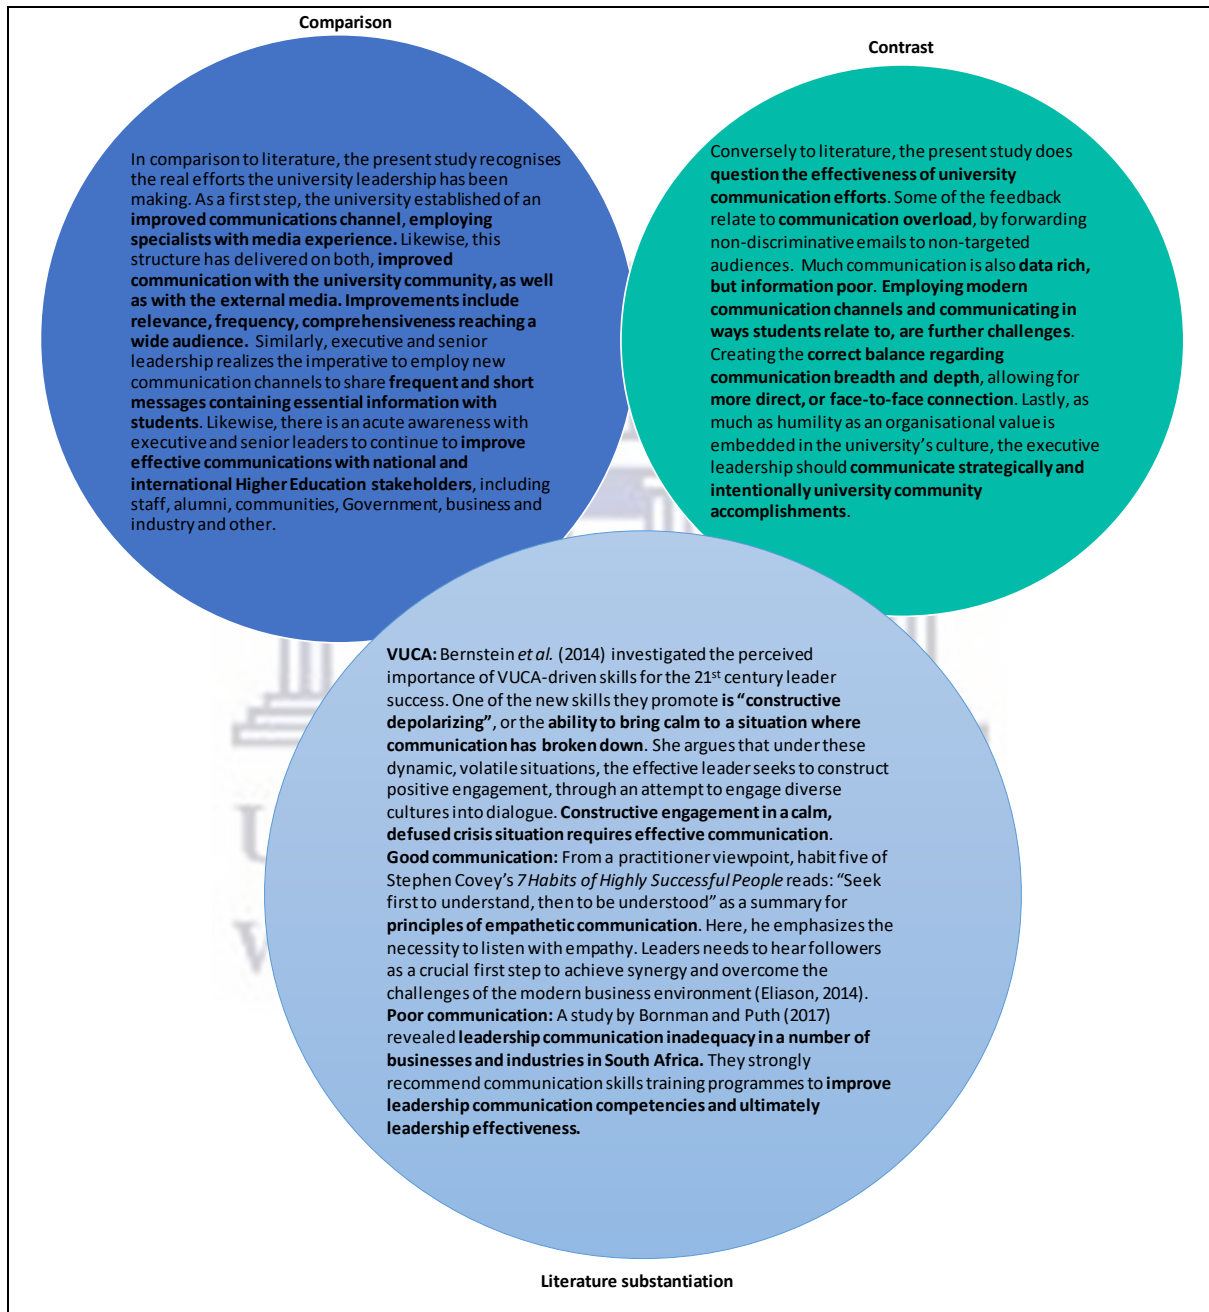 Comparison
In comparison to literature, the present study recognises
the real efforts the university leadership has been
making. As a first step, the university established of an
improved communications channel, employing
specialists with media experience. Likewise, this
structure has delivered on both, improved
communication with the university community, as well
as with the external media. Improvements include
relevance, frequency, comprehensiveness reaching a
wide audience. Similarly, executive and senior
leadership realizes the imperative to employ new
communication channels to share frequent and short
messages containing essential information with
students. Likewise, there is an acute awareness with
executive and senior leaders to continue to improve
effective communications with national and
international Higher Education stakeholders, including
staff, alumni, communities, Government, business and
industry and other.
Contrast
Conversely to literature, the present study does
question the effectiveness of university
communication efforts. Some of the feedback
relate to communication overload, by forwarding
non-discriminative emails to non-targeted
audiences. Much communication is also data rich,
but information poor. Employing modern
communication channels and communicating in
ways students relate to, are further challenges.
Creating the correct balance regarding
communication breadth and depth, allowing for
more direct, or face-to-face connection. Lastly, as
much as humility as an organisational value is
embedded in the university's culture, the executive
leadership should communicate strategically and
intentionally university community
accomplishments.
VUCA: Bernstein et al. (2014) investigated the perceived
importance of VUCA-driven skills for the 21st century leader
success. One of the new skills they promote is “constructive
depolarizing”, or the ability to bring calm to a situation where
communication has broken down. She argues that under these
dynamic, volatile situations, the effective leader seeks to construct
positive engagement, through an attempt to engage diverse
cultures into dialogue. Constructive engagement in a calm,
defused crisis situation requires effective communication.
Good communication: From a practitioner viewpoint, habit five of
Stephen Covey's 7 Habits of Highly Successful People reads: “Seek
first to understand, then to be understood” as a summary for
principles of empathetic communication. Here, he emphasizes the
necessity to listen with empathy. Leaders needs to hear followers
as a crucial first step to achieve synergy and overcome the
challenges of the modern business environment (Eliason, 2014).
Poor communication: A study by Bornman and Puth (2017)
revealed leadership communication inadequacy in a number of
businesses and industries in South Africa. They strongly
recommend communication skills training programmes to improve
leadership communication competencies and ultimately
leadership effectiveness.
Literature substantiation